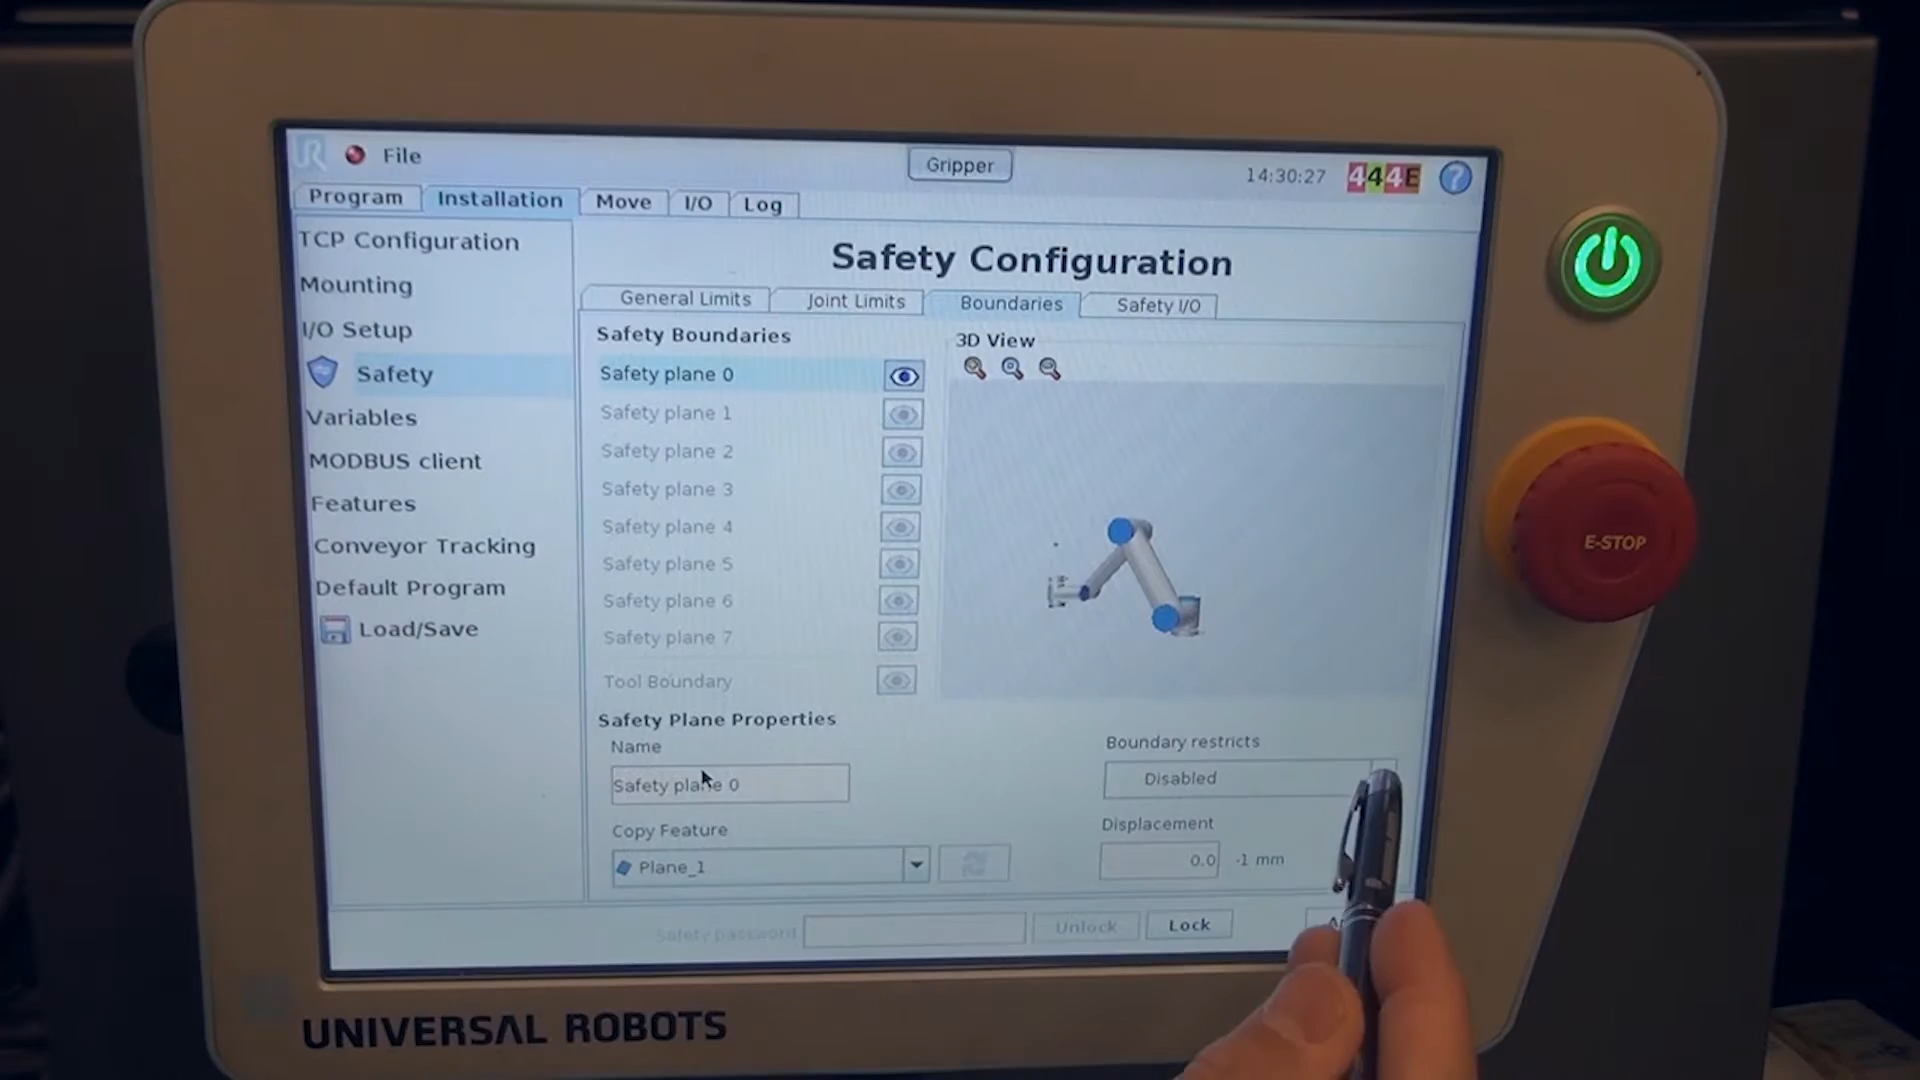 File
Gripper
14:30:27
444E
?
Program
Installation
Move
I/O
Log
TCP Configuration
Mounting
I/O Setup
Safety
Variables
MODBUS client
Features
Conveyor Tracking
Default Program
Load/Save
Safety Configuration
General Limits
Joint Limits
Boundaries
Safety I/O
Safety Boundaries
Safety plane 0
Safety plane 1
Safety plane 2
Safety plane 3
Safety plane 4
Safety plane 5
Safety plane 6
Safety plane 7
Tool Boundary
3D View
Safety Plane Properties
Name
Safety plane 0
Copy Feature
Plane_1
Boundary restricts
Disabled
Displacement
0.0
-1 mm
Safety password
Unlock
Lock
E-STOP
UNIVERSAL ROBOTS